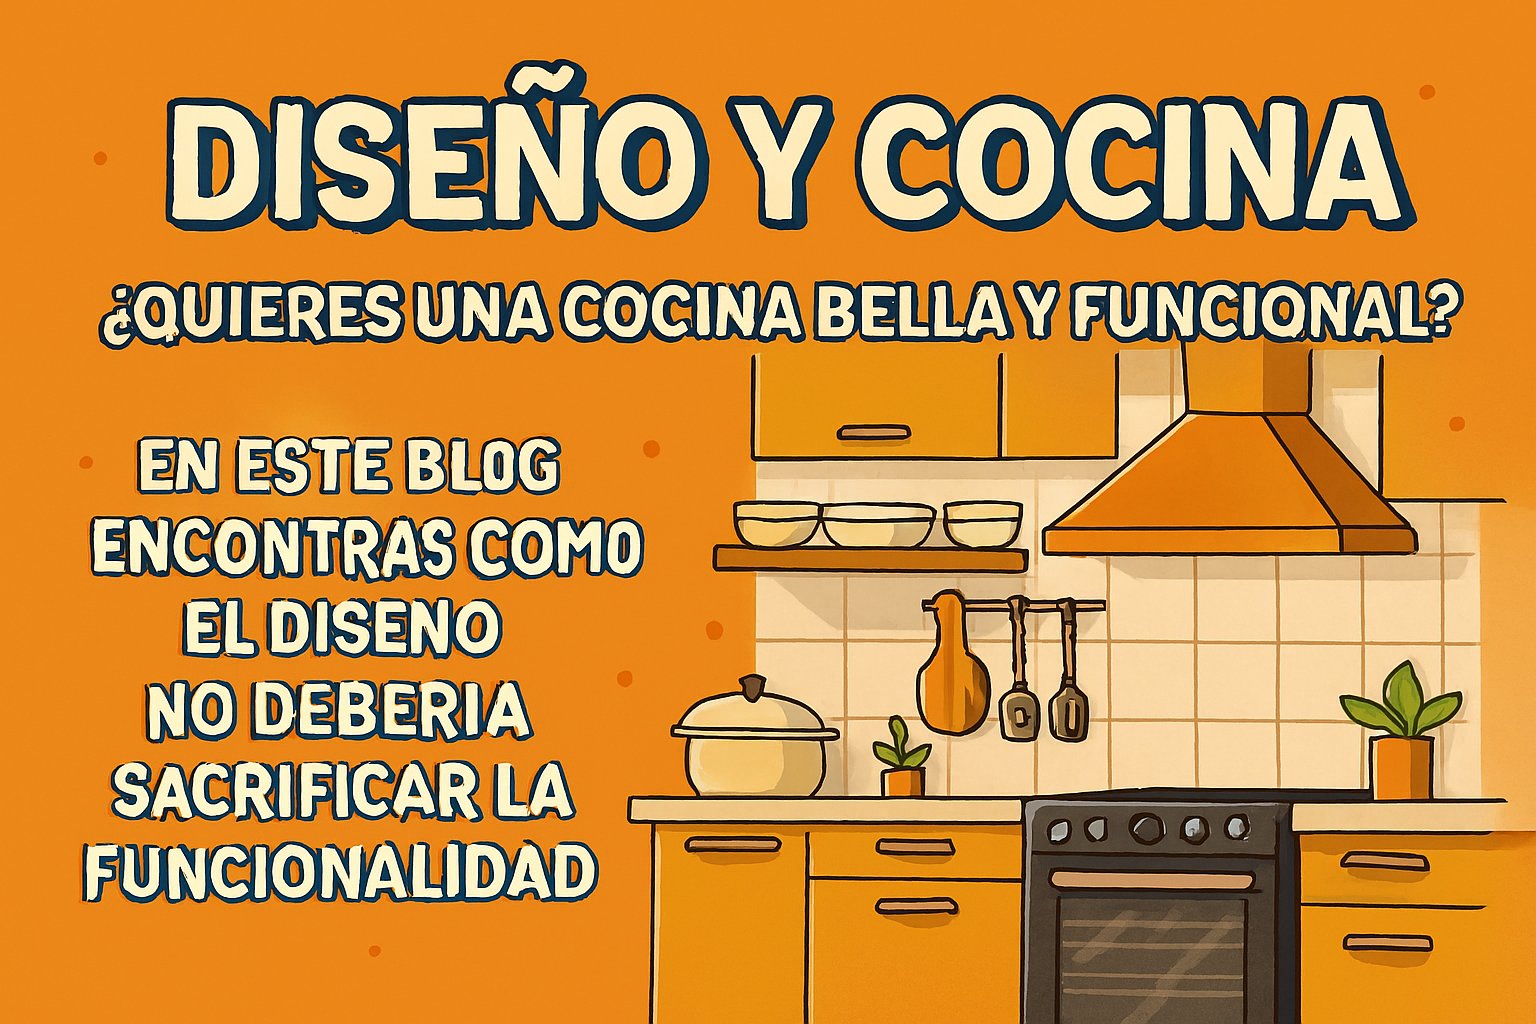 DISEÑO Y COCINA
¿QUIERES UNA COCINA BELLA Y FUNCIONAL?
EN ESTE BLOG
ENCONTRAS COMO
EL DISENO
NO DEBERIA
SACRIFICAR LA
FUNCIONALIDAD